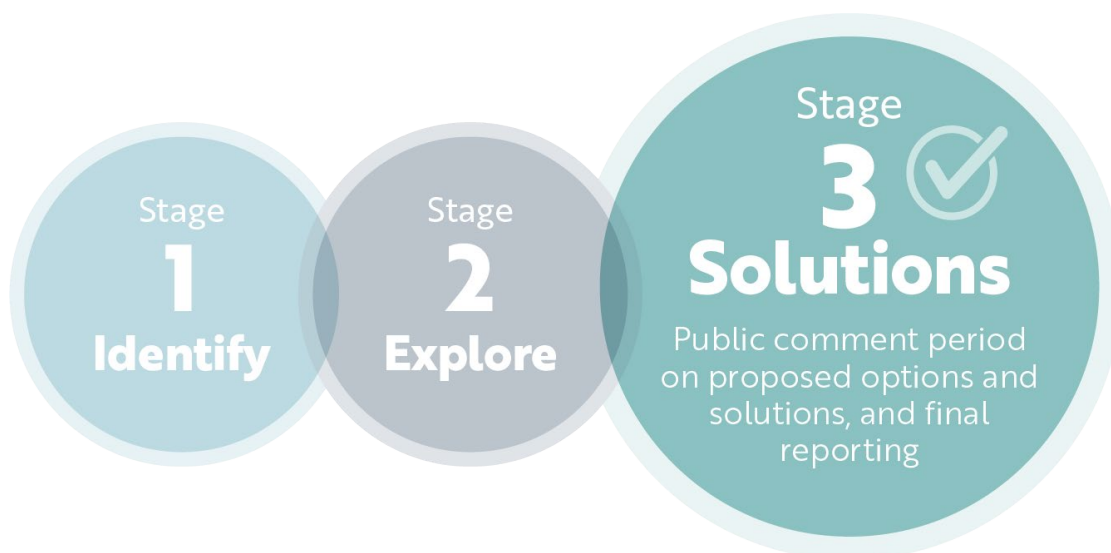 Stage
1
Identify
Stage
2
Explore
Stage
3
Solutions
Public comment period
on proposed options and
solutions, and final
reporting